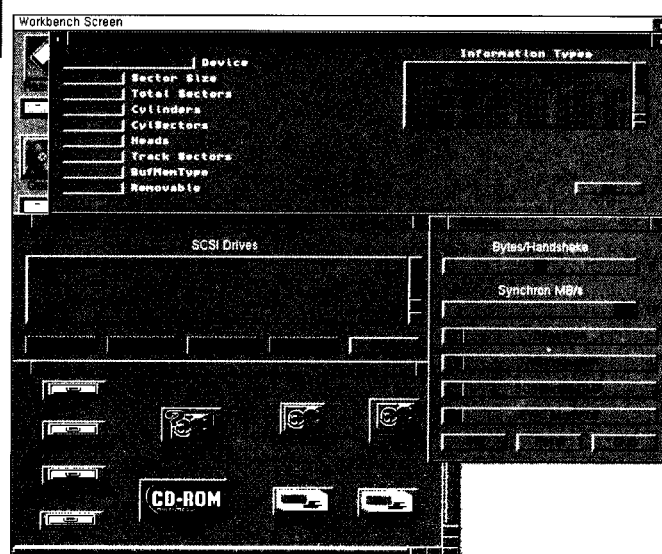 Workbench Screen
Device
Sector Size
Total Sectors
Cylinders
CylSectors
Heads
Track Sectors
BufMemType
Removable
Information Types
SCSI Drives
Bytes/Handshake
Synchron MB/s
CD-ROM